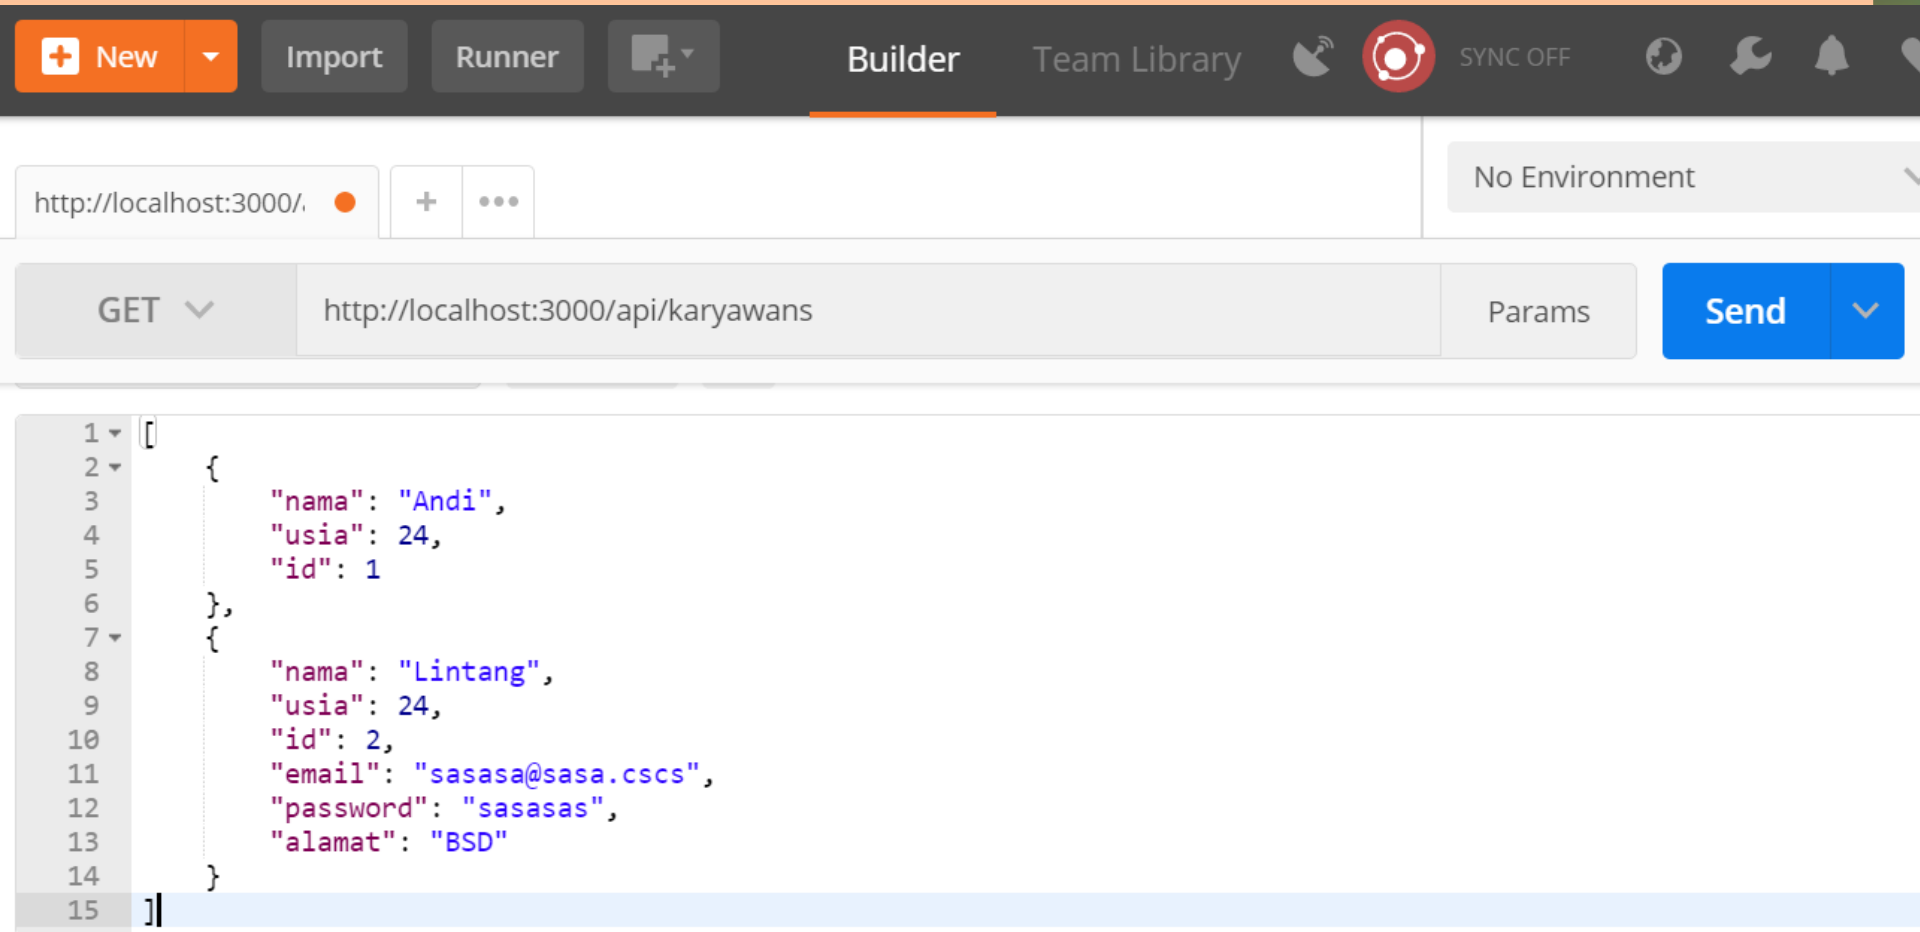 New Import Runner Builder Team Library SYNC OFF
http://localhost:3000/ + ••• No Environment
GET http://localhost:3000/api/karyawans Params Send
1 [
2 {
3 "nama": "Andi",
4 "usia": 24,
5 "id": 1
6 },
7 {
8 "nama": "Lintang",
9 "usia": 24,
10 "id": 2,
11 "email": "sasasa@sasa.cscs",
12 "password": "sasasas",
13 "alamat": "BSD"
14 }
15 ]